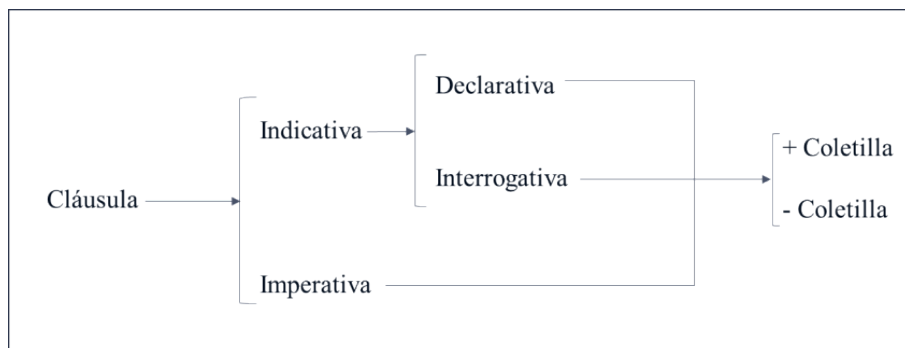 Declarativa
Indicativa
+ Coletilla
Interrogativa
Cláusula
- Coletilla
Imperativa